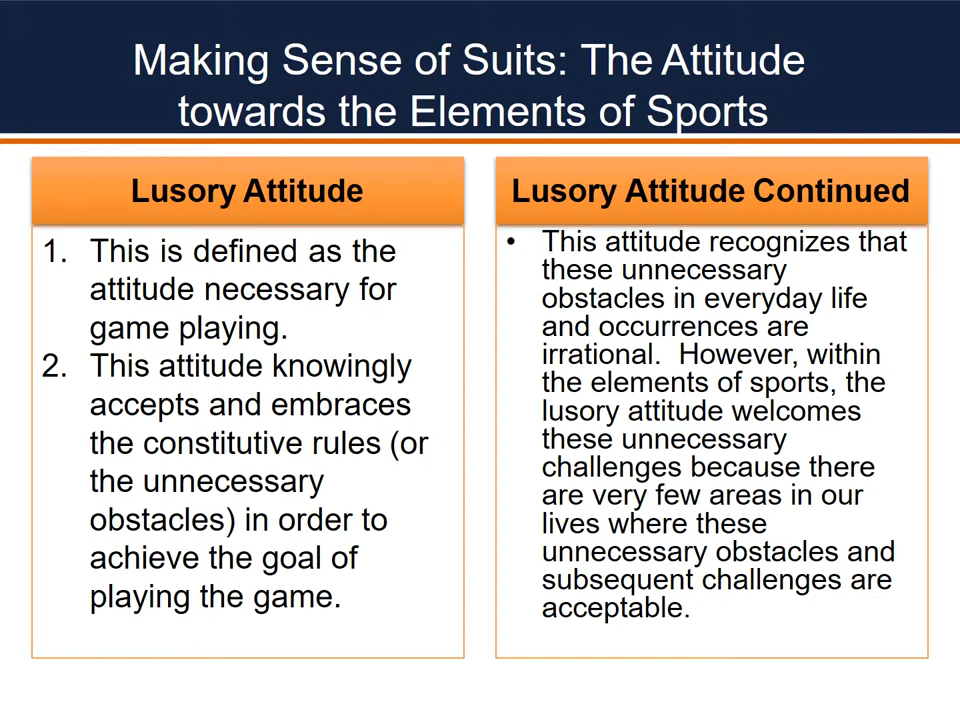 Making Sense of Suits: The Attitude
towards the Elements of Sports
Lusory Attitude
1. This is defined as the
attitude necessary for
game playing.
2. This attitude knowingly
accepts and embraces
the constitutive rules (or
the unnecessary
obstacles) in order to
achieve the goal of
playing the game.
Lusory Attitude Continued
• This attitude recognizes that
these unnecessary
obstacles in everyday life
and occurrences are
irrational.  However, within
the elements of sports, the
lusory attitude welcomes
these unnecessary
challenges because there
are very few areas in our
lives where these
unnecessary obstacles and
subsequent challenges are
acceptable.